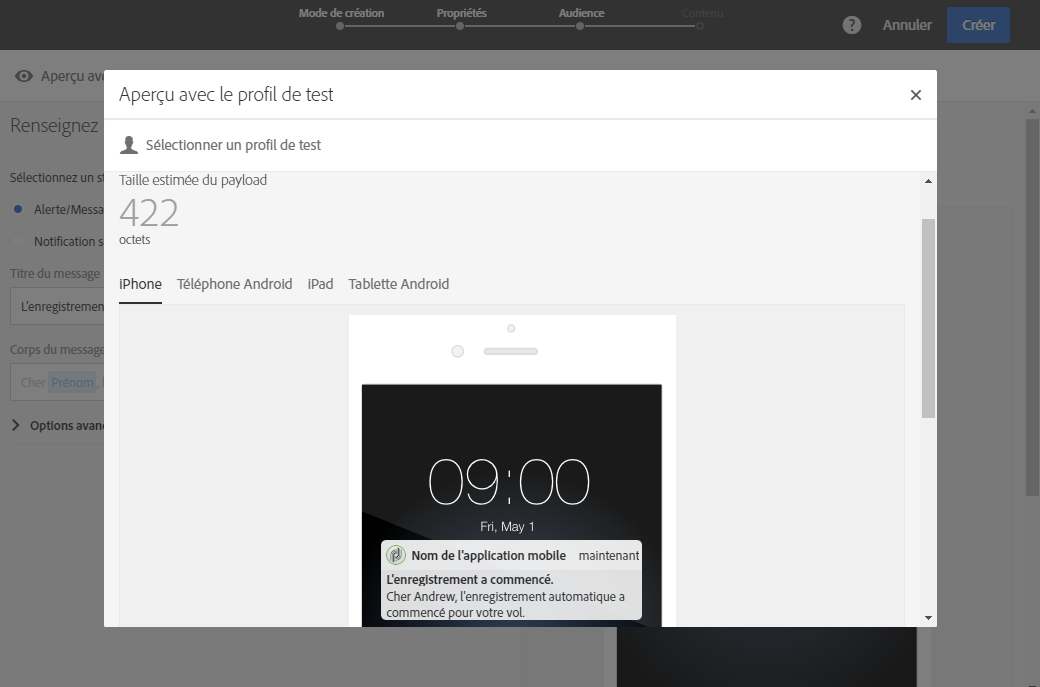 Mode de création
Propriétés
Audience
Contenu
?
Annuler
Créer
Aperçu ave
Aperçu avec le profil de test
Renseignez
Sélectionner un profil de test
Sélectionnez un st
Taille estimée du payload
422
octets
Alerte/Messa
Notification s
Titre du message
iPhone Téléphone Android iPad Tablette Android
L'enregistremen
Corps du message
Cher Prénom,
Options avan
09:00
Fri, May 1
Nom de l'application mobile maintenant
L'enregistrement a commencé.
Cher Andrew, l'enregistrement automatique a
commencé pour votre vol.